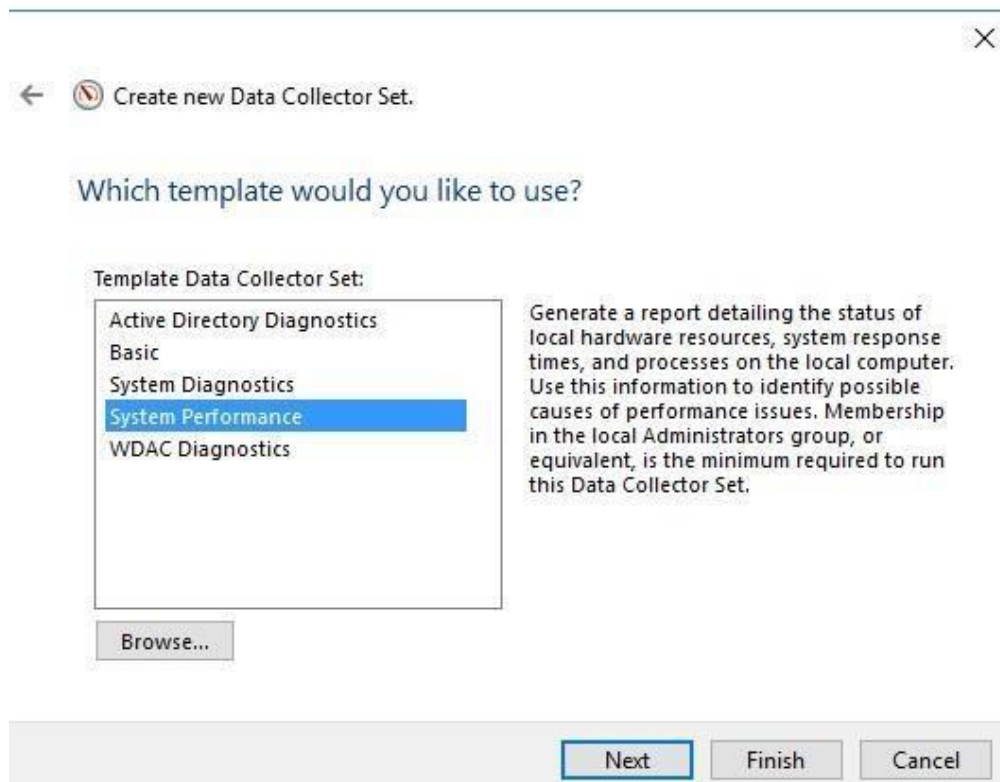 Create new Data Collector Set.
Which template would you like to use?
Template Data Collector Set:
Active Directory Diagnostics
Basic
System Diagnostics
System Performance
WDAC Diagnostics
Generate a report detailing the status of
local hardware resources, system response
times, and processes on the local computer.
Use this information to identify possible
causes of performance issues. Membership
in the local Administrators group, or
equivalent, is the minimum required to run
this Data Collector Set.
Browse...
Next
Finish
Cancel